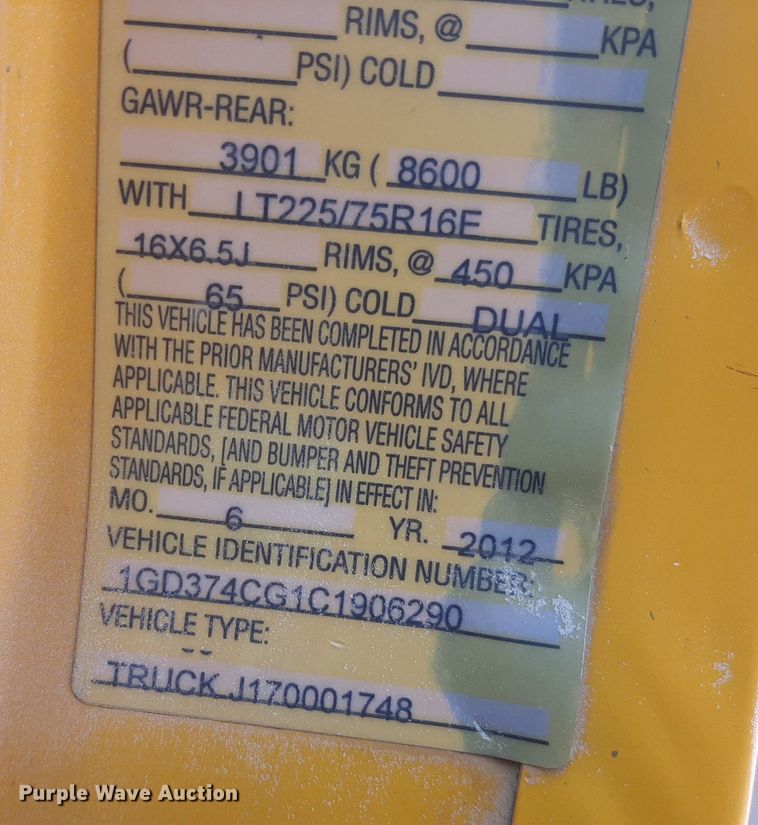 RIMS, @ KPA
( PSI) COLD
GAWR-REAR:
3901 KG ( 8600 LB)
WITH LT225/75R16E TIRES,
16X6.5J RIMS, @ 450 KPA
( 65 PSI) COLD DUAL
THIS VEHICLE HAS BEEN COMPLETED IN ACCORDANCE
WITH THE PRIOR MANUFACTURERS' IVD, WHERE
APPLICABLE. THIS VEHICLE CONFORMS TO ALL
APPLICABLE FEDERAL MOTOR VEHICLE SAFETY
STANDARDS, [AND BUMPER AND THEFT PREVENTION
STANDARDS, IF APPLICABLE] IN EFFECT IN:
MO. 6 YR. 2012
VEHICLE IDENTIFICATION NUMBER:
1GD374CG1C1906290
VEHICLE TYPE:
TRUCK J170001748
Purple Wave Auction